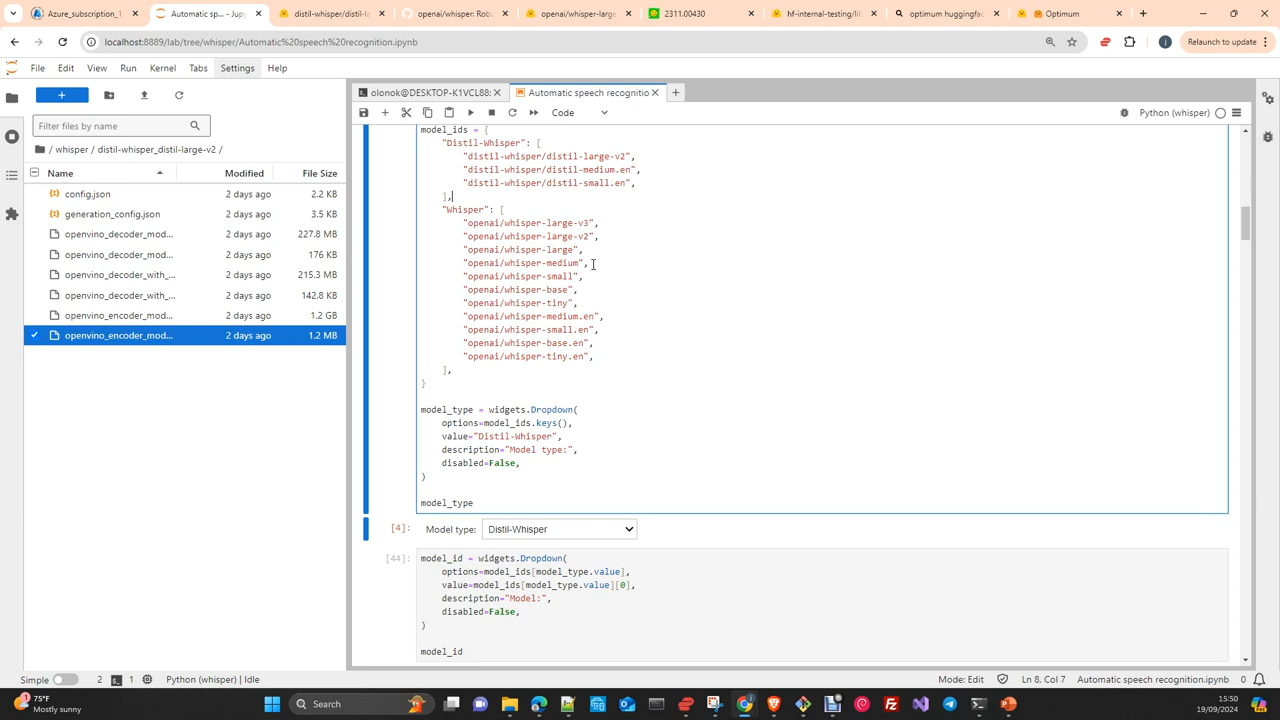 Azure_subscription_1
Automatic sp... - Jupy
distil-whisper/distil-la
openai/whisper: Rob
openai/whisper-large
2311.00430
hf-internal-testing/lib
optimum huggingfac
Optimum
localhost:8889/lab/tree/whisper/Automatic%20speech%20recognition.ipynb
Relaunch to update
File Edit View Run Kernel Tabs Settings Help
olonok@DESKTOP-K1VCL88:
Automatic speech recognitio
Filter files by name
Code
Python (whisper)
/ whisper / distil-whisper_distil-large-v2 /
Name Modified File Size
config.json 2 days ago 2.2 KB
generation_config.json 2 days ago 3.5 KB
openvino_decoder_mod... 2 days ago 227.8 MB
openvino_decoder_mod... 2 days ago 176 KB
openvino_decoder_with_... 2 days ago 215.3 MB
openvino_decoder_with_... 2 days ago 142.8 KB
openvino_encoder_mod... 2 days ago 1.2 GB
openvino_encoder_mod... 2 days ago 1.2 MB
model_ids = {
"Distil-Whisper": [
"distil-whisper/distil-large-v2",
"distil-whisper/distil-medium.en",
"distil-whisper/distil-small.en",
],
"Whisper": [
"openai/whisper-large-v3",
"openai/whisper-large-v2",
"openai/whisper-large",
"openai/whisper-medium",
"openai/whisper-small",
"openai/whisper-base",
"openai/whisper-tiny",
"openai/whisper-medium.en",
"openai/whisper-small.en",
"openai/whisper-base.en",
"openai/whisper-tiny.en",
],
}
model_type = widgets.Dropdown(
options=model_ids.keys(),
value="Distil-Whisper",
description="Model type:",
disabled=False,
)
model_type
[4]: Model type: Distil-Whisper
[44]: model_id = widgets.Dropdown(
options=model_ids[model_type.value],
value=model_ids[model_type.value][0],
description="Model:",
disabled=False,
)
model_id
Simple 2 1 Python (whisper) | Idle
Mode: Edit Ln 8, Col 7 Automatic speech recognition.ipynb 0
75°F
Mostly sunny
Search
15:50
19/09/2024